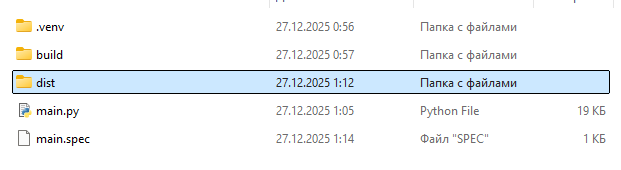 .venv 27.12.2025 0:56 Папка с файлами
build 27.12.2025 0:57 Папка с файлами
dist 27.12.2025 1:12 Папка с файлами
main.py 27.12.2025 1:05 Python File 19 КБ
main.spec 27.12.2025 1:14 Файл "SPEC" 1 КБ